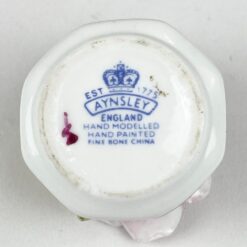 EST 1775
AYNSLEY
ENGLAND
HAND MODELLED
HAND PAINTED
FINE BONE CHINA